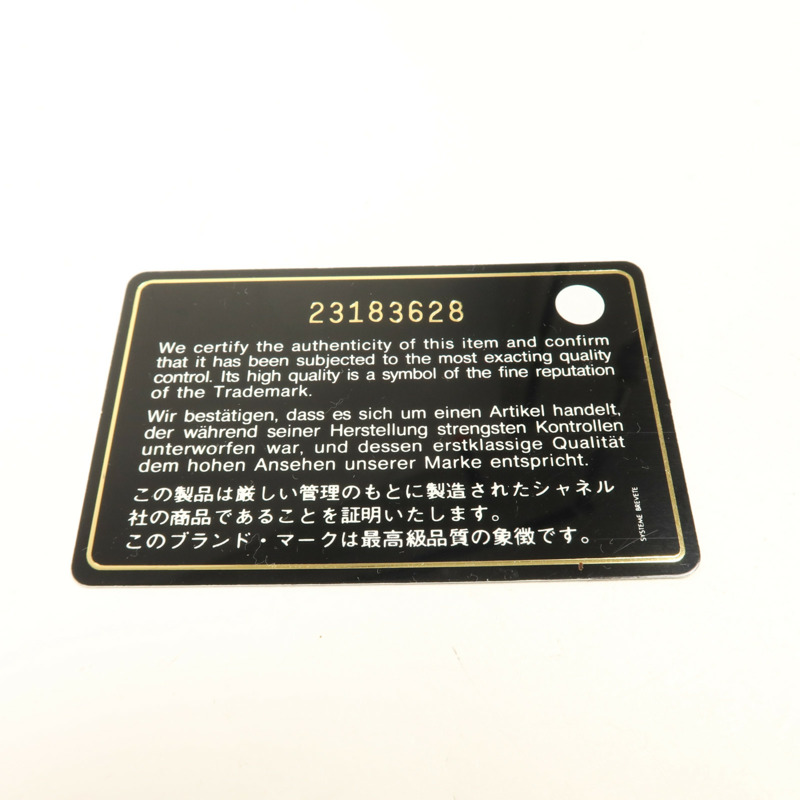 23183628
We certify the authenticity of this item and confirm
that it has been subjected to the most exacting quality
control. Its high quality is a symbol of the fine reputation
of the Trademark.
Wir bestätigen, dass es sich um einen Artikel handelt,
der während seiner Herstellung strengsten Kontrollen
unterworfen war, und dessen erstklassige Qualität
dem hohen Ansehen unserer Marke entspricht.
この製品は厳しい管理のもとに製造されたシャネル
社の商品であることを証明いたします。
このブランド・マークは最高級品質の象徴です。
SYSTEME BREVETE